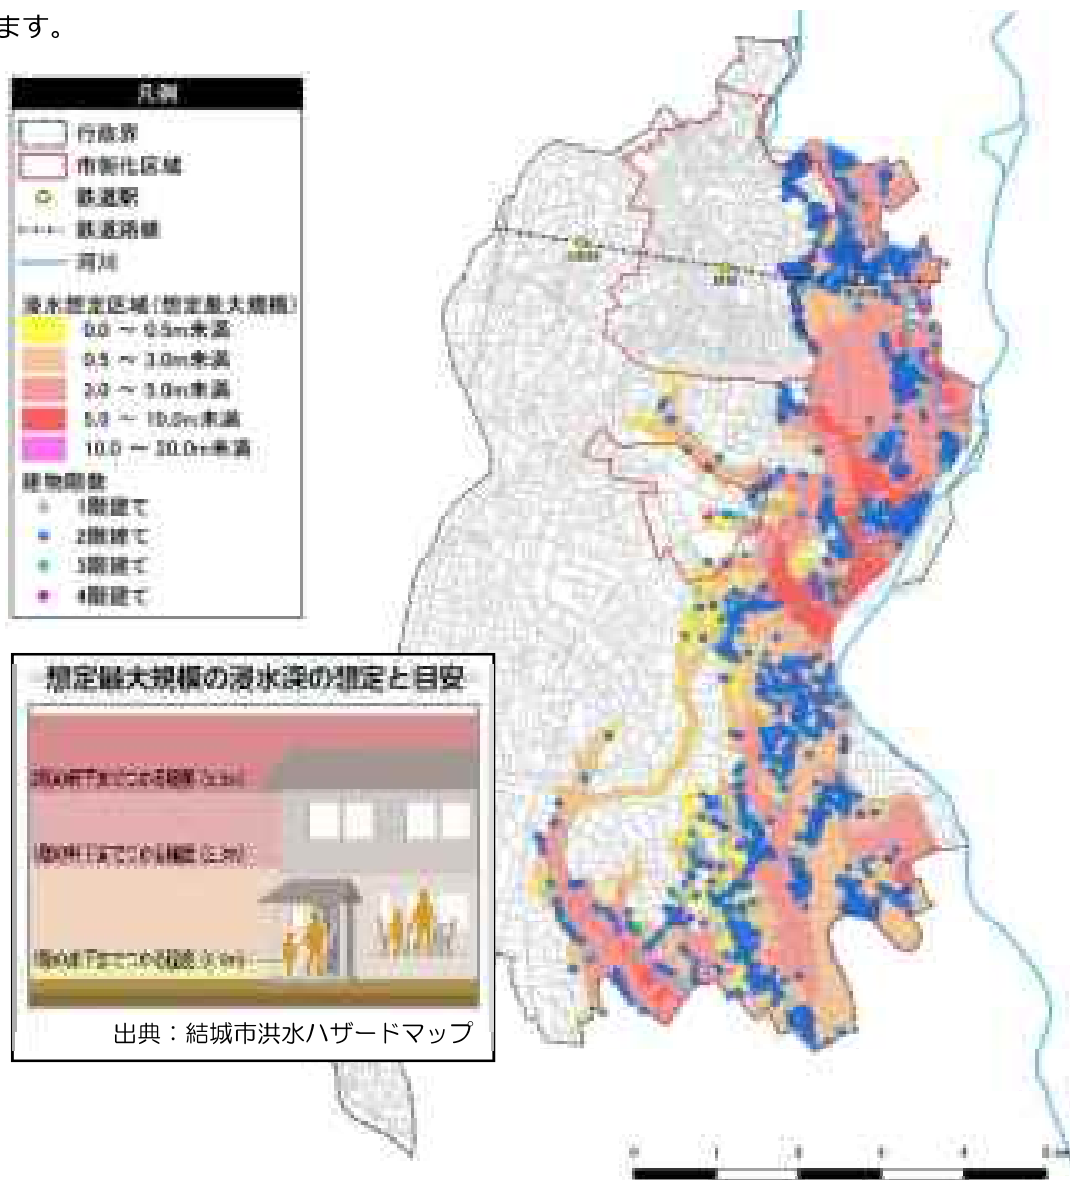 ます。
凡例
行政界
市街化区域
鉄道駅
鉄道路線
河川
浸水想定区域(想定最大規模)
0.0 ～ 0.5m未満
0.5 ～ 3.0m未満
3.0 ～ 5.0m未満
5.0 ～ 10.0m未満
10.0 ～ 20.0m未満
建物階数
1階建て
2階建て
3階建て
4階建て
想定最大規模の浸水深の想定と目安
出典：結城市洪水ハザードマップ